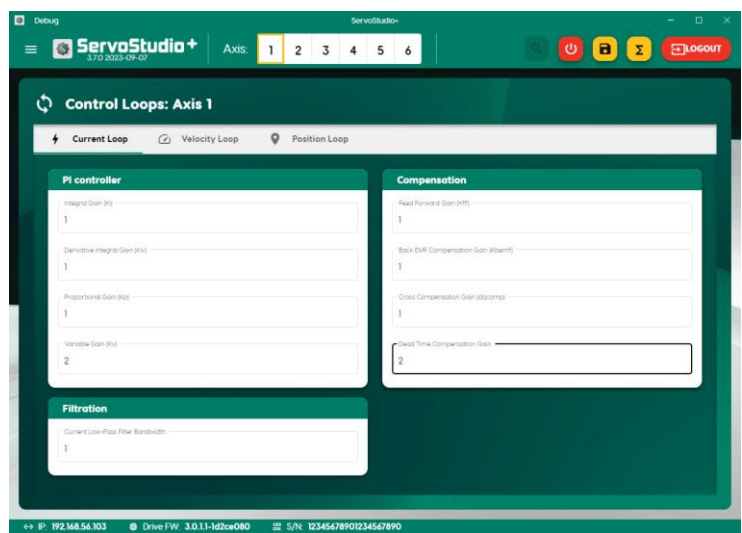 Debug
ServoStudio+
ServoStudio+
3.7.0 2023-09-07
Axis:
1 2 3 4 5 6
Σ
LOGOUT
Control Loops: Axis 1
Current Loop
Velocity Loop
Position Loop
PI controller
Integral Gain (Ki)
1
Derivative Integral Gain (Kiv)
1
Proportional Gain (Kp)
1
Variable Gain (Kv)
2
Compensation
Feed Forward Gain (Kff)
1
Back EMF Compensation Gain (Kbemf)
1
Cross Compensation Gain (dqcomp)
1
Dead Time Compensation Gain
2
Filtration
Current Low-Pass Filter Bandwidth
1
IP: 192.168.56.103 Drive FW: 3.0.1.1-1d2ce080 S/N: 12345678901234567890